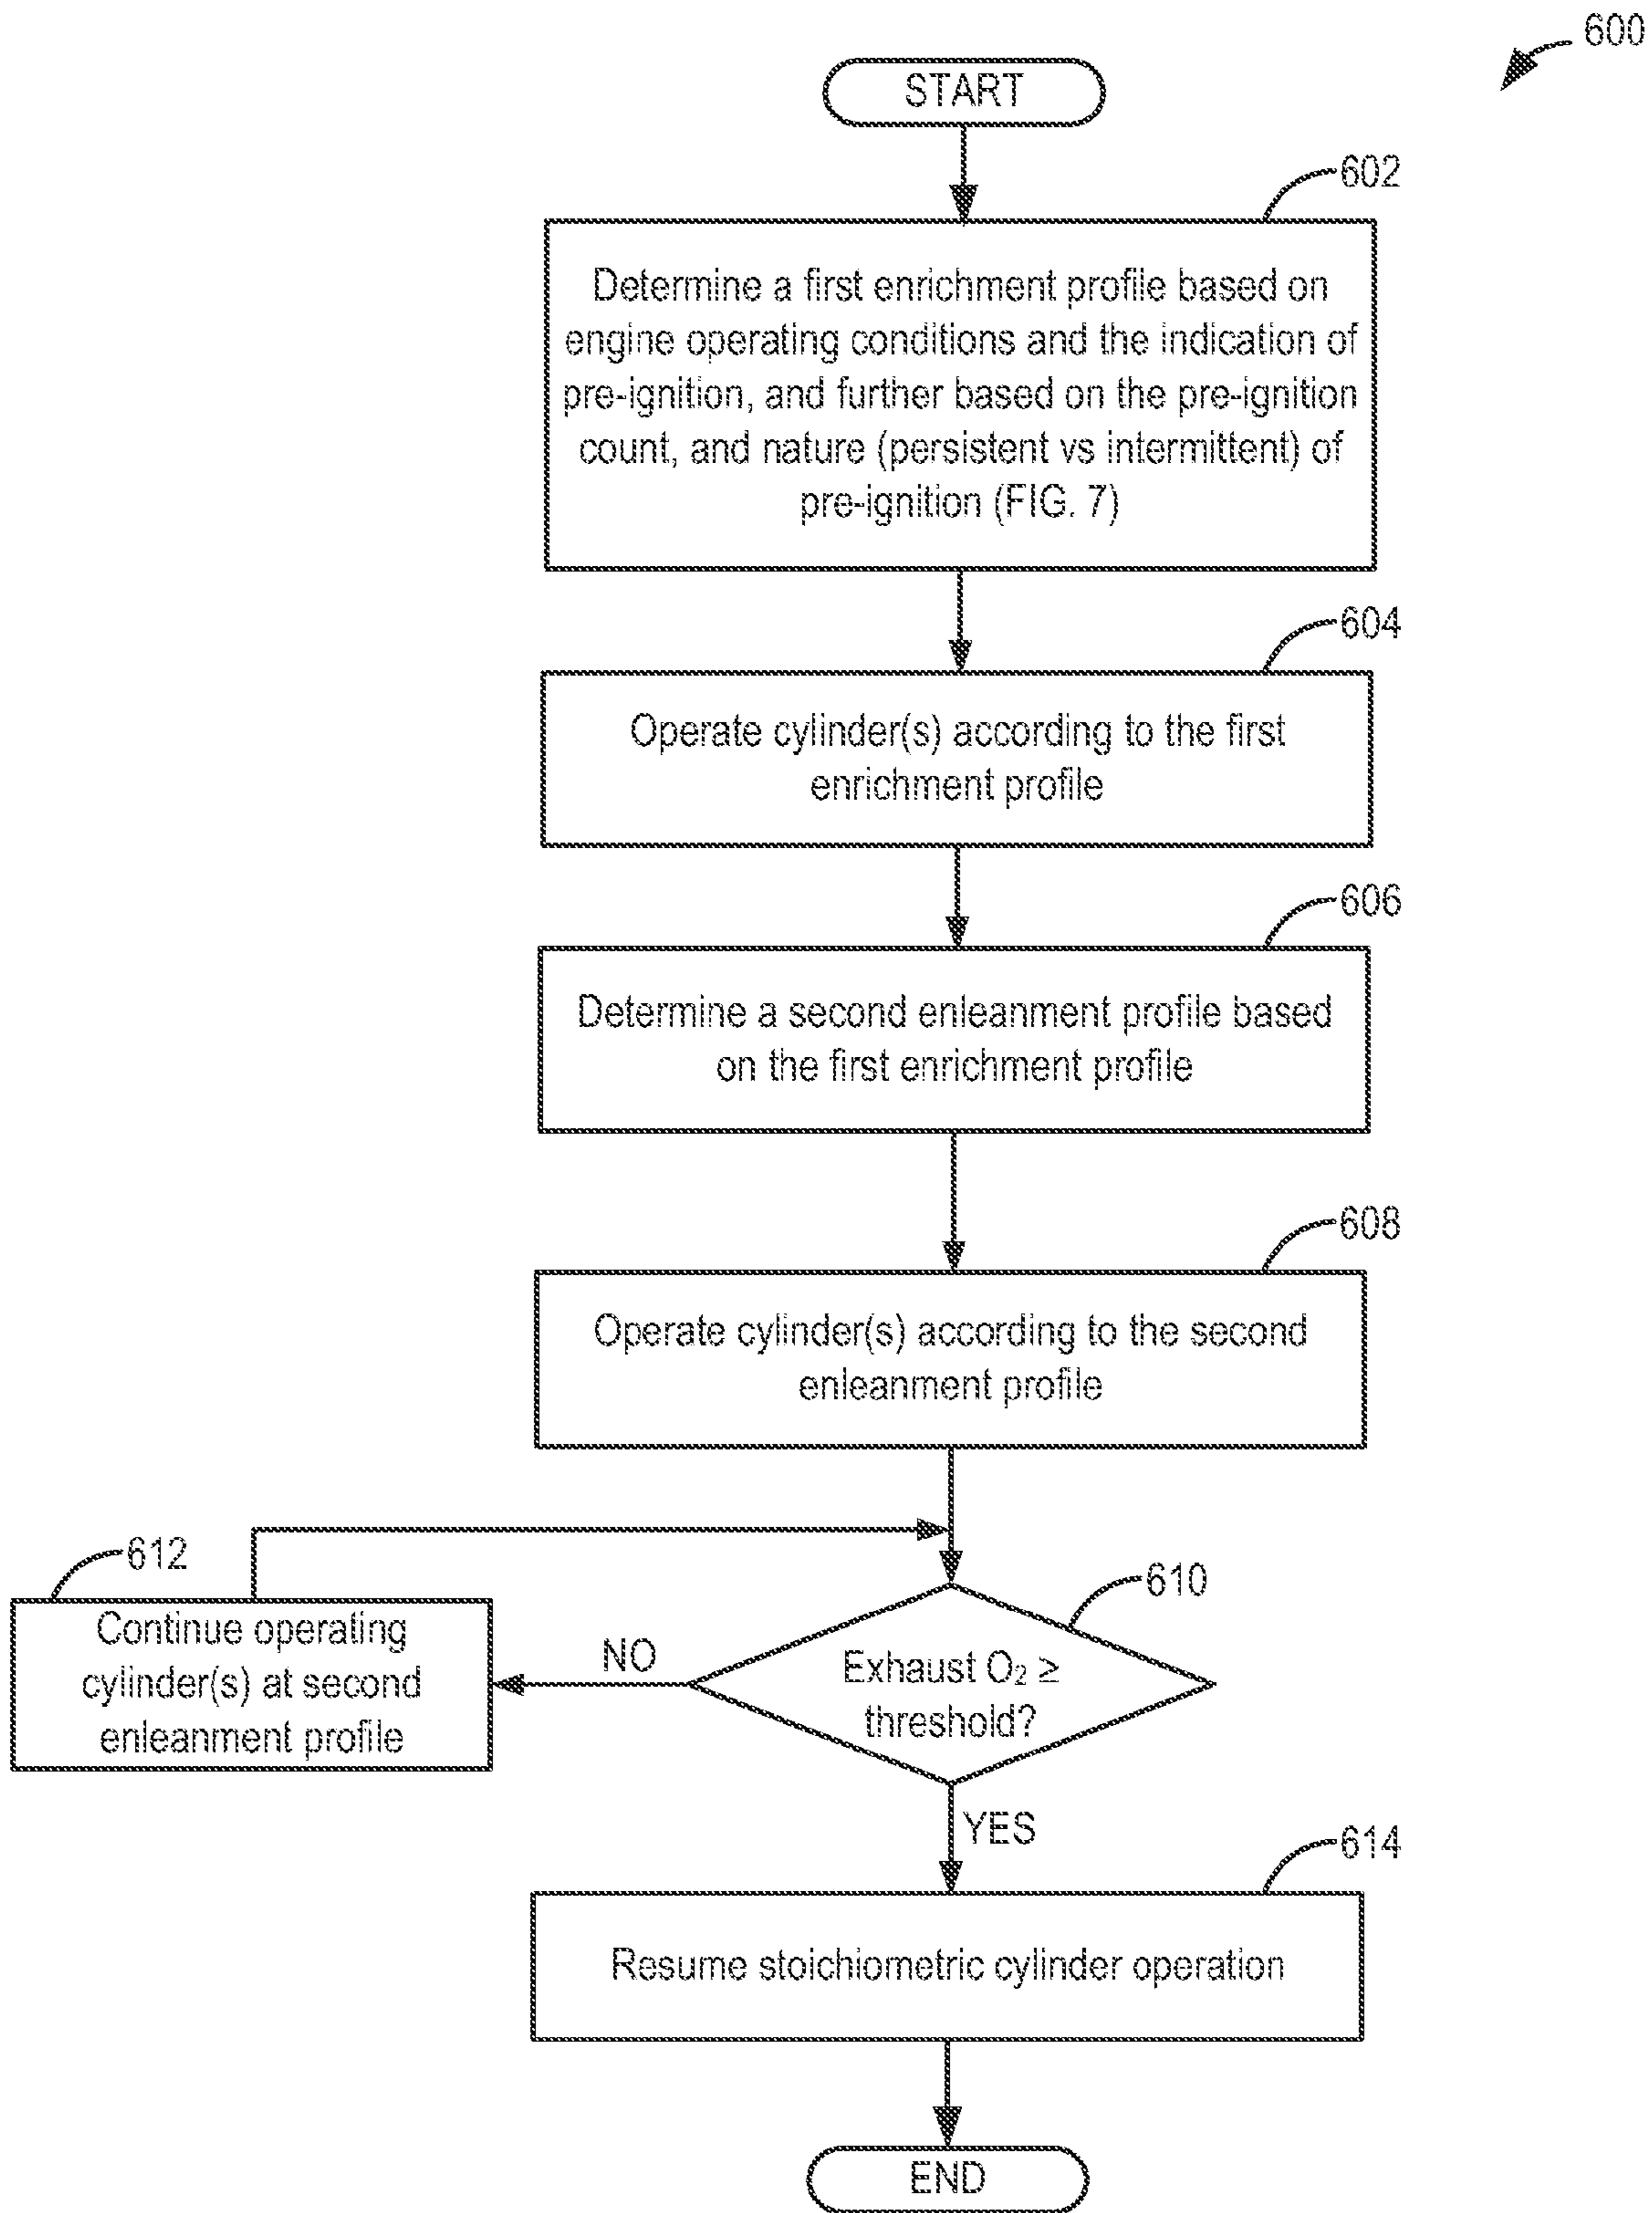 600
START
602
Determine a first enrichment profile based on
engine operating conditions and the indication of
pre-ignition, and further based on the pre-ignition
count, and nature (persistent vs intermittent) of
pre-ignition (FIG. 7)
604
Operate cylinder(s) according to the first
enrichment profile
606
Determine a second enleanment profile based
on the first enrichment profile
608
Operate cylinder(s) according to the second
enleanment profile
612
Continue operating
cylinder(s) at second
enleanment profile
NO
610
Exhaust O₂ ≥
threshold?
YES
614
Resume stoichiometric cylinder operation
END